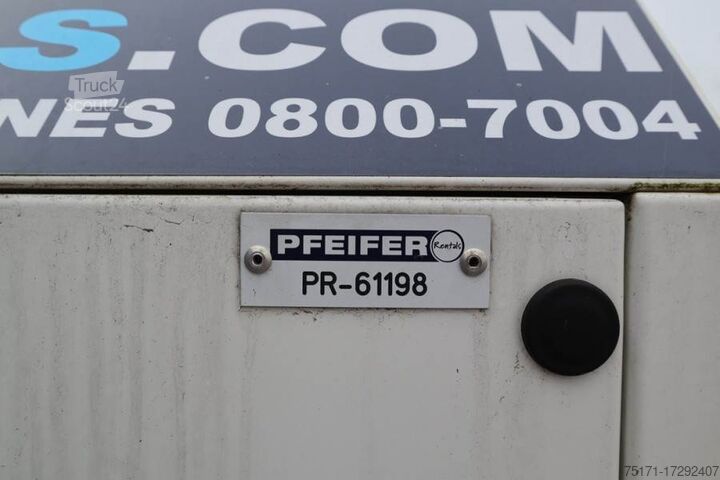 S.COM
Truck
Scout24
NES 0800-7004
PFEIFER Rentals
PR-61198
75171-17292407